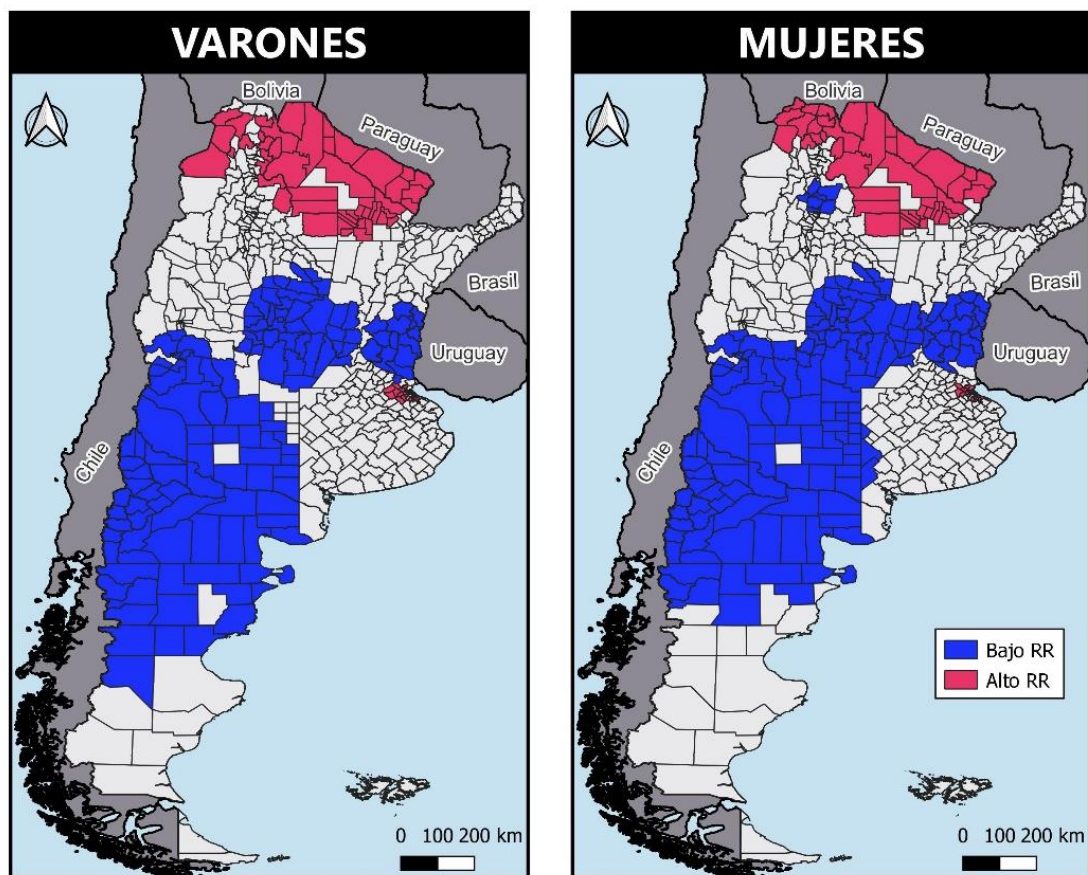 VARONES
Bolivia
Paraguay
Brasil
Uruguay
Chile
0 100 200 km
MUJERES
Bolivia
Paraguay
Brasil
Uruguay
Chile
Bajo RR
Alto RR
0 100 200 km